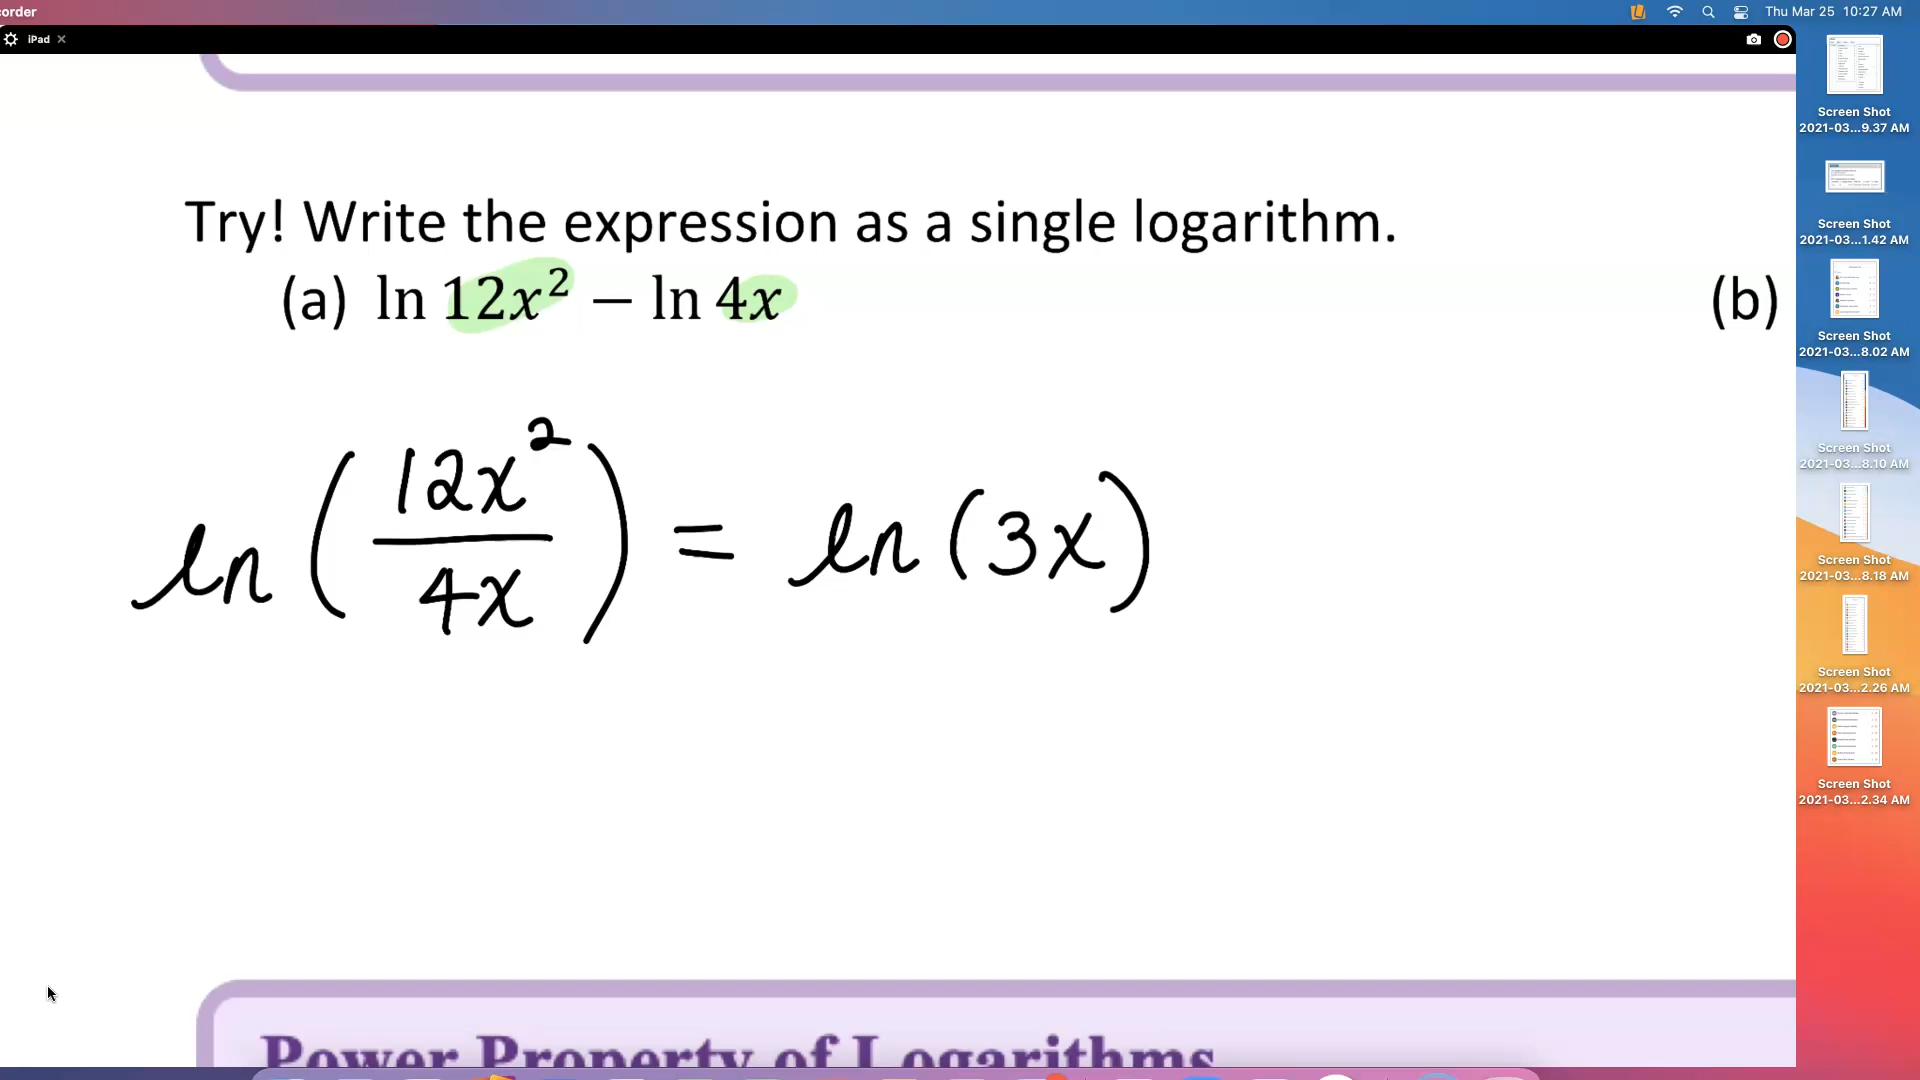 corder
Thu Mar 25 10:27 AM
iPad
Screen Shot
2021-03...9.37 AM
Try! Write the expression as a single logarithm.
(a) ln 12x² − ln 4x
(b)
Screen Shot
2021-03...1.42 AM
Screen Shot
2021-03...8.02 AM
ln(12x²/4x) = ln(3x)
Screen Shot
2021-03...8.10 AM
Screen Shot
2021-03...8.18 AM
Screen Shot
2021-03...2.26 AM
Screen Shot
2021-03...2.34 AM
Power Property of Logarithms